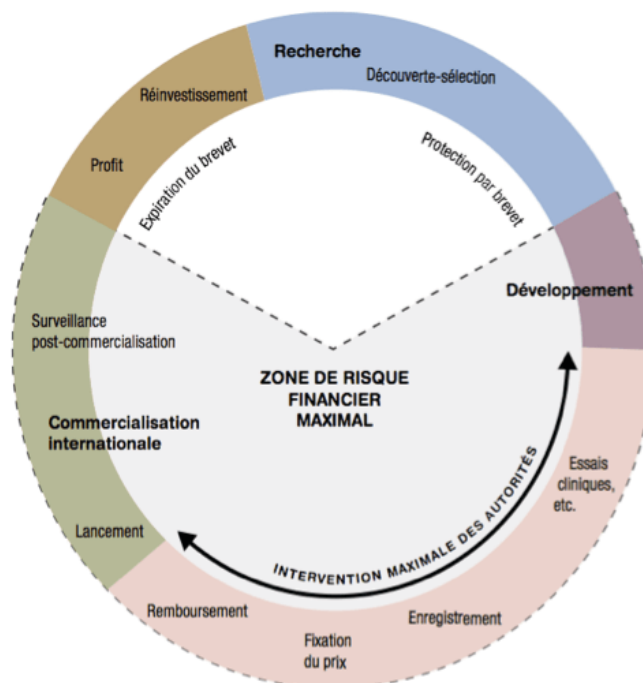 Recherche
Découverte-sélection
Réinvestissement
Profit
Expiration du brevet
Protection par brevet
Développement
Surveillance
post-commercialisation
ZONE DE RISQUE
FINANCIER
MAXIMAL
Commercialisation
internationale
Essais
cliniques,
etc.
Lancement
INTERVENTION MAXIMALE DES AUTORITÉS
Remboursement
Enregistrement
Fixation
du prix